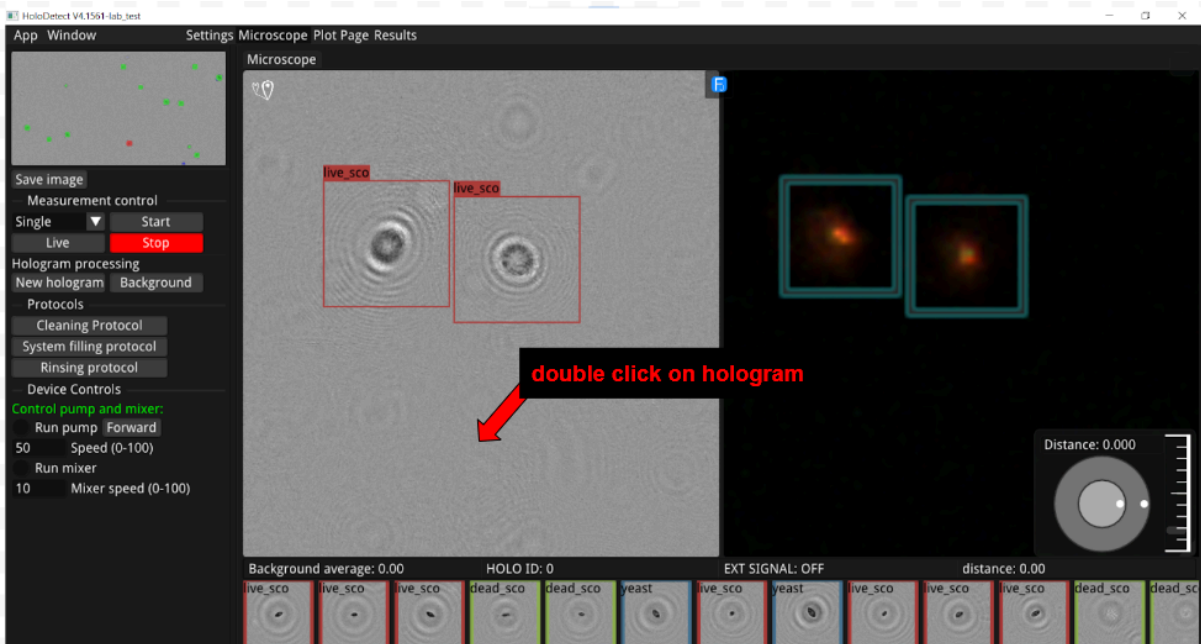 HoloDetect V4.1561-lab_test
App Window Settings Microscope Plot Page Results
Microscope
Save image
Measurement control
Single Start
Live Stop
Hologram processing
New hologram Background
Protocols
Cleaning Protocol
System filling protocol
Rinsing protocol
Device Controls
Control pump and mixer:
Run pump Forward
50 Speed (0-100)
Run mixer
10 Mixer speed (0-100)
live_sco
live_sco
double click on hologram
Distance: 0.000
Background average: 0.00 HOLO ID: 0 EXT SIGNAL: OFF distance: 0.00
live_sco live_sco live_sco dead_sco dead_sco yeast live_sco yeast live_sco live_sco live_sco dead_sco dead_sc